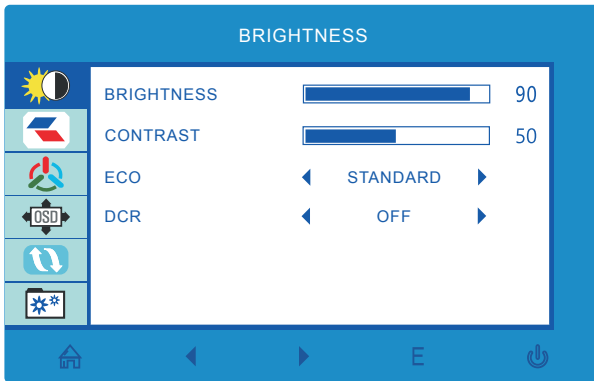 BRIGHTNESS
BRIGHTNESS 90
CONTRAST 50
ECO STANDARD
OSD
DCR OFF
E